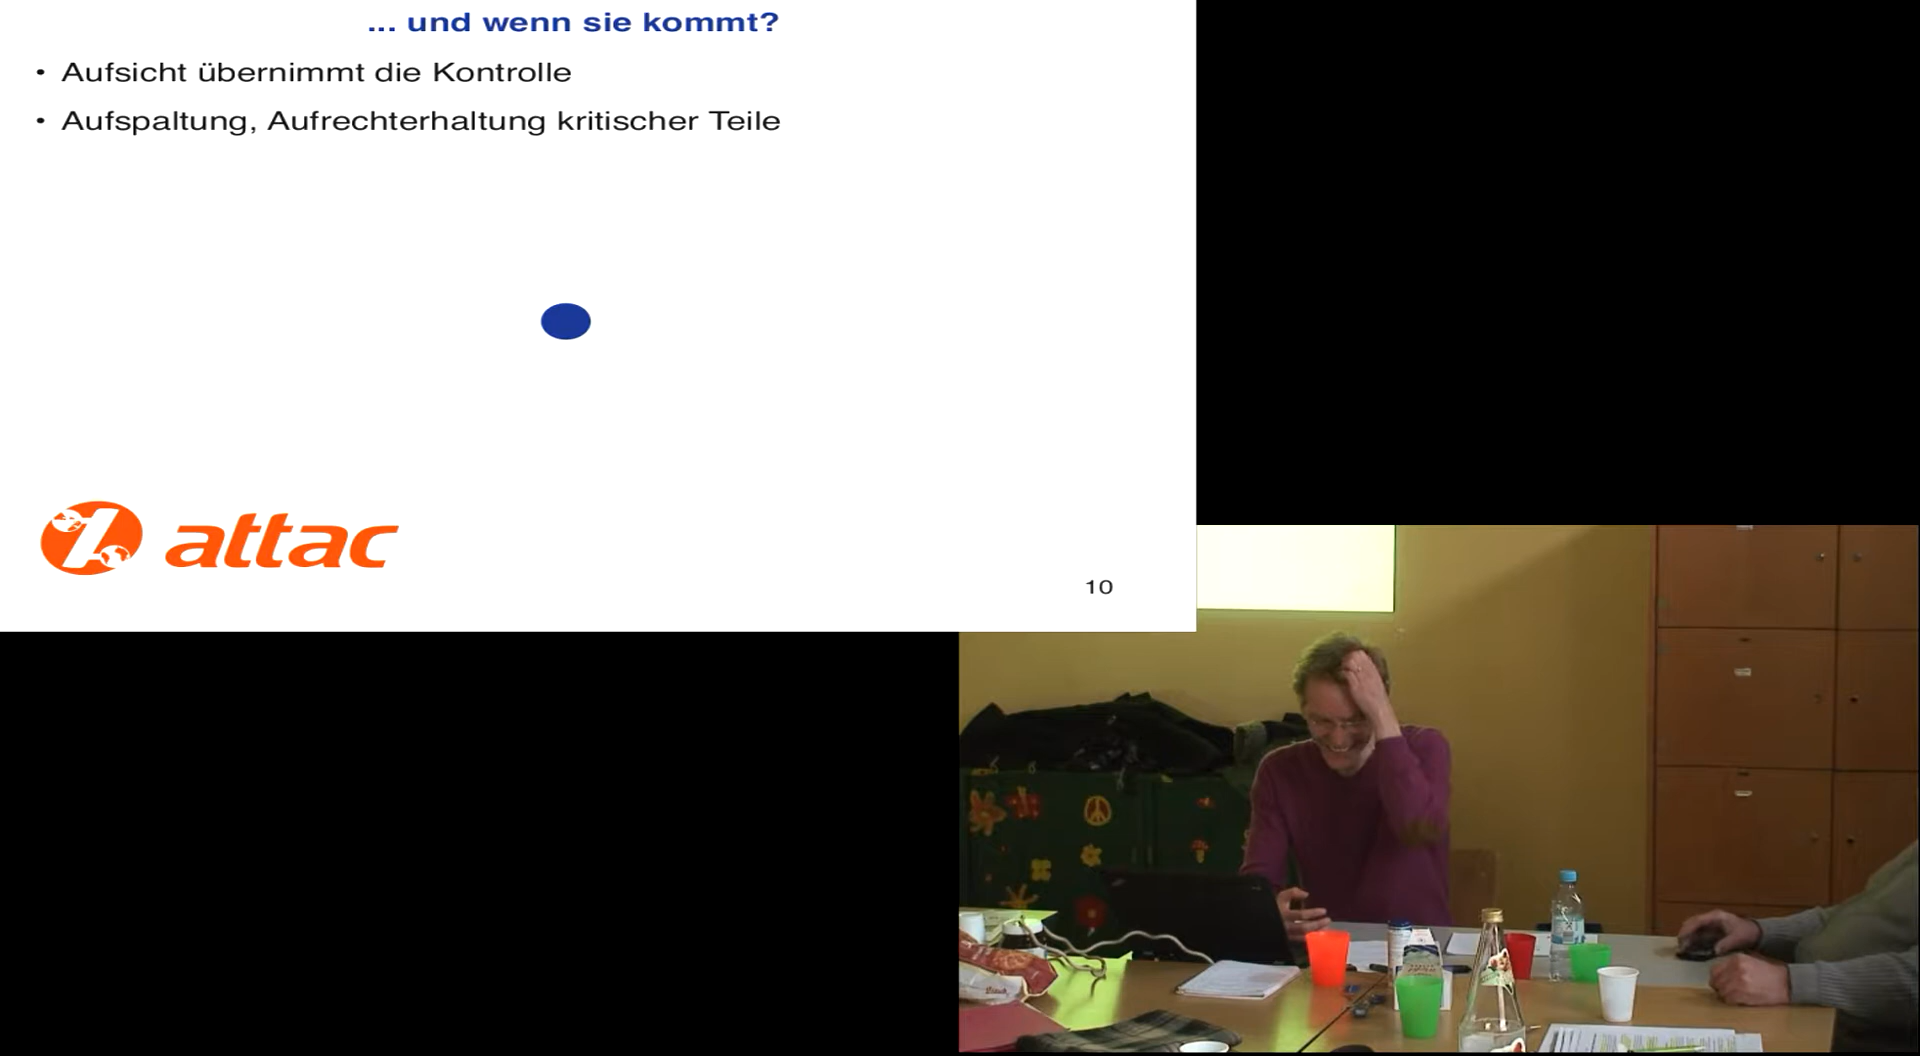 ... und wenn sie kommt?
• Aufsicht übernimmt die Kontrolle
• Aufspaltung, Aufrechterhaltung kritischer Teile
attac
10